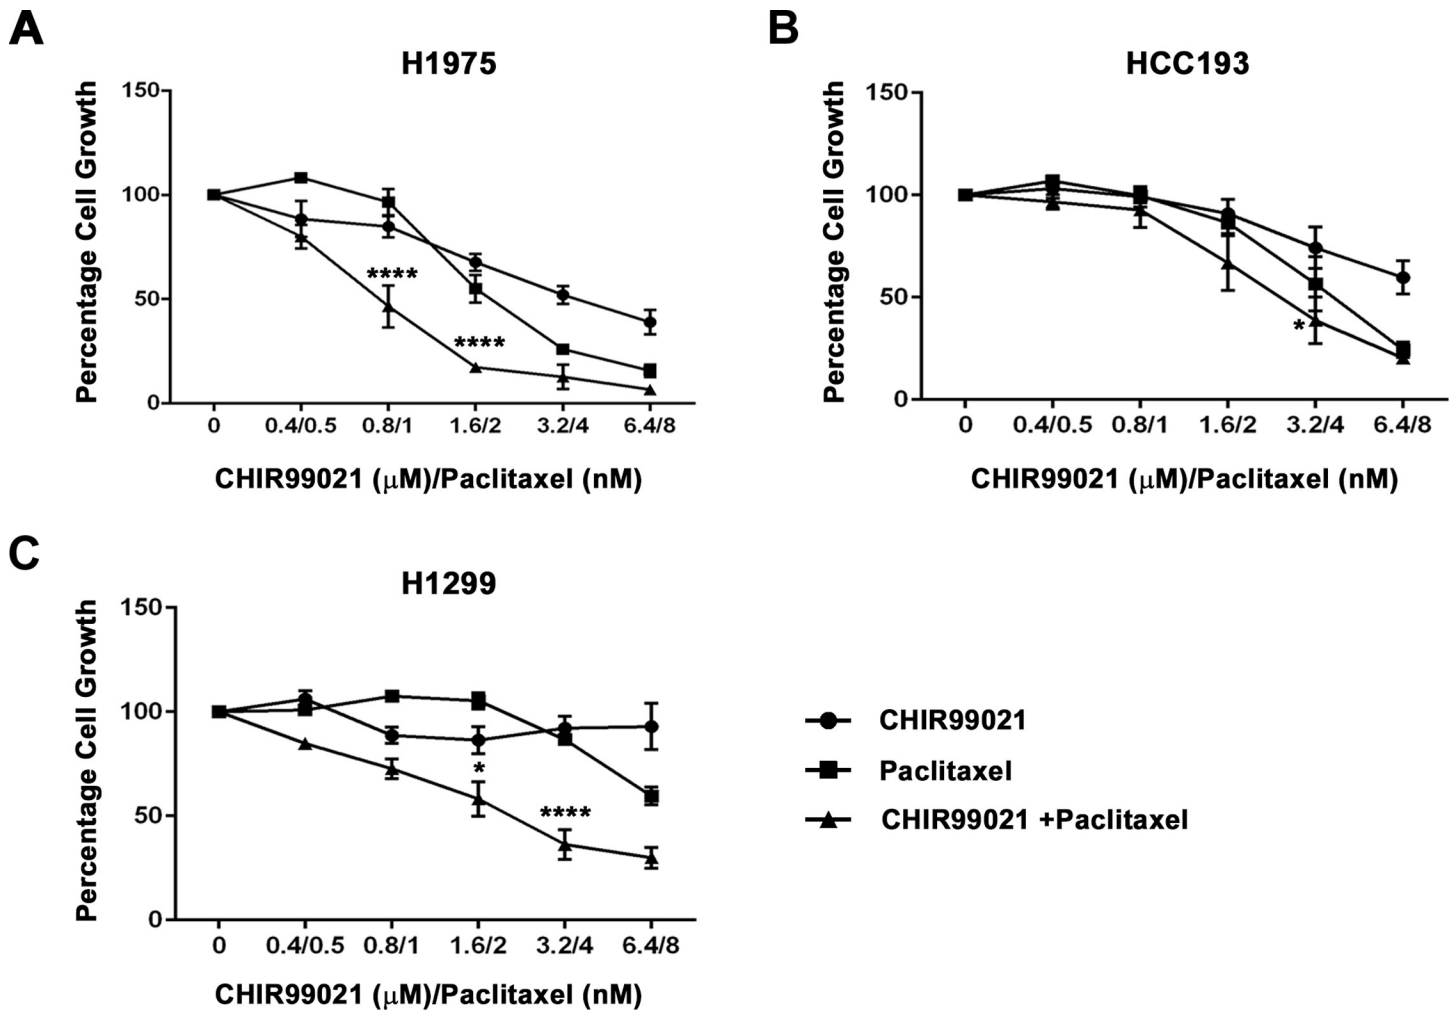 A
H1975
Percentage Cell Growth
150
100
50
0
****
****
0 0.4/0.5 0.8/1 1.6/2 3.2/4 6.4/8
CHIR99021 (μM)/Paclitaxel (nM)
B
HCC193
Percentage Cell Growth
150
100
50
0
*
0 0.4/0.5 0.8/1 1.6/2 3.2/4 6.4/8
CHIR99021 (μM)/Paclitaxel (nM)
C
H1299
Percentage Cell Growth
150
100
50
0
*
****
0 0.4/0.5 0.8/1 1.6/2 3.2/4 6.4/8
CHIR99021 (μM)/Paclitaxel (nM)
CHIR99021
Paclitaxel
CHIR99021 +Paclitaxel